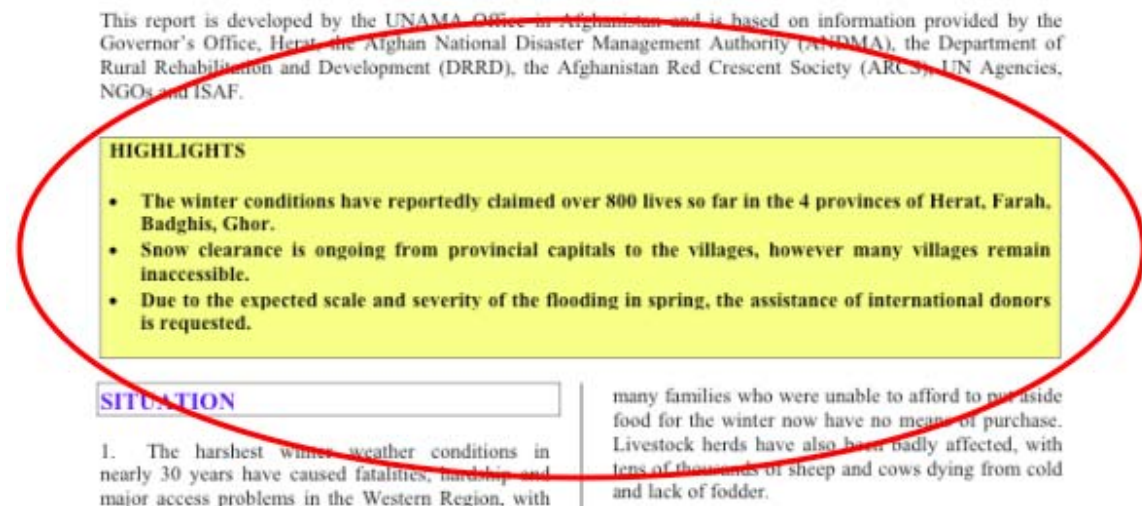 This report is developed by the UNAMA Office in Afghanistan and is based on information provided by the
Governor's Office, Herat, the Afghan National Disaster Management Authority (ANDMA), the Department of
Rural Rehabilitation and Development (DRRD), the Afghanistan Red Crescent Society (ARCS), UN Agencies,
NGOs and ISAF.
HIGHLIGHTS
• The winter conditions have reportedly claimed over 800 lives so far in the 4 provinces of Herat, Farah,
Badghis, Ghor.
• Snow clearance is ongoing from provincial capitals to the villages, however many villages remain
inaccessible.
• Due to the expected scale and severity of the flooding in spring, the assistance of international donors
is requested.
SITUATION
1. The harshest winter weather conditions in
nearly 30 years have caused fatalities, hardship and
major access problems in the Western Region, with
many families who were unable to afford to put aside
food for the winter now have no means of purchase.
Livestock herds have also been badly affected, with
tens of thousands of sheep and cows dying from cold
and lack of fodder.